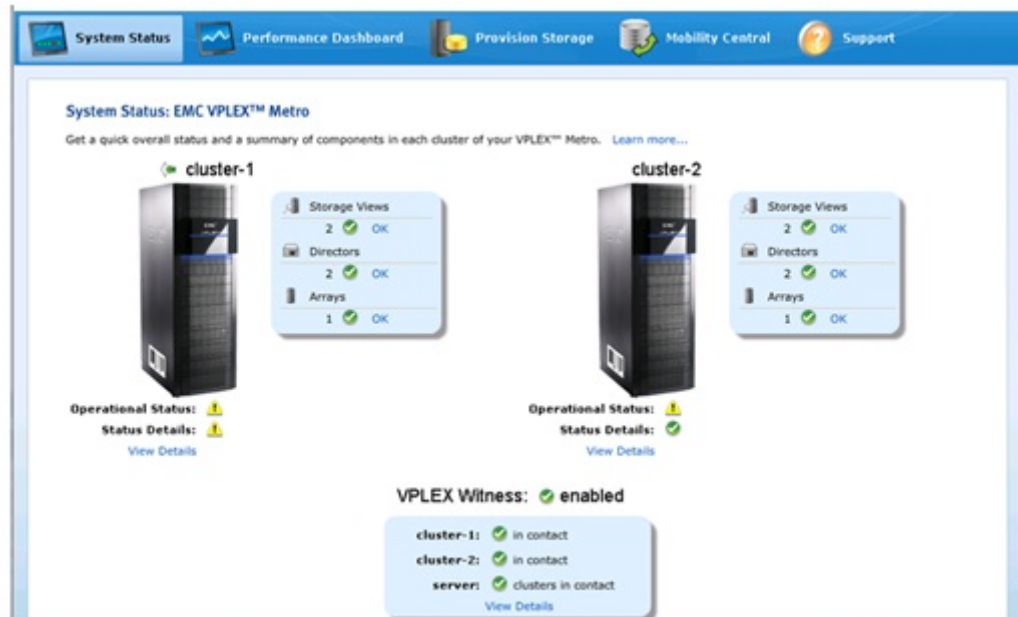 System Status
Performance Dashboard
Provision Storage
Mobility Central
Support
System Status: EMC VPLEX™ Metro
Get a quick overall status and a summary of components in each cluster of your VPLEX™ Metro. Learn more...
cluster-1
Storage Views
2 OK
Directors
2 OK
Arrays
1 OK
Operational Status:
Status Details:
View Details
cluster-2
Storage Views
2 OK
Directors
2 OK
Arrays
1 OK
Operational Status:
Status Details:
View Details
VPLEX Witness: enabled
cluster-1: in contact
cluster-2: in contact
server: clusters in contact
View Details